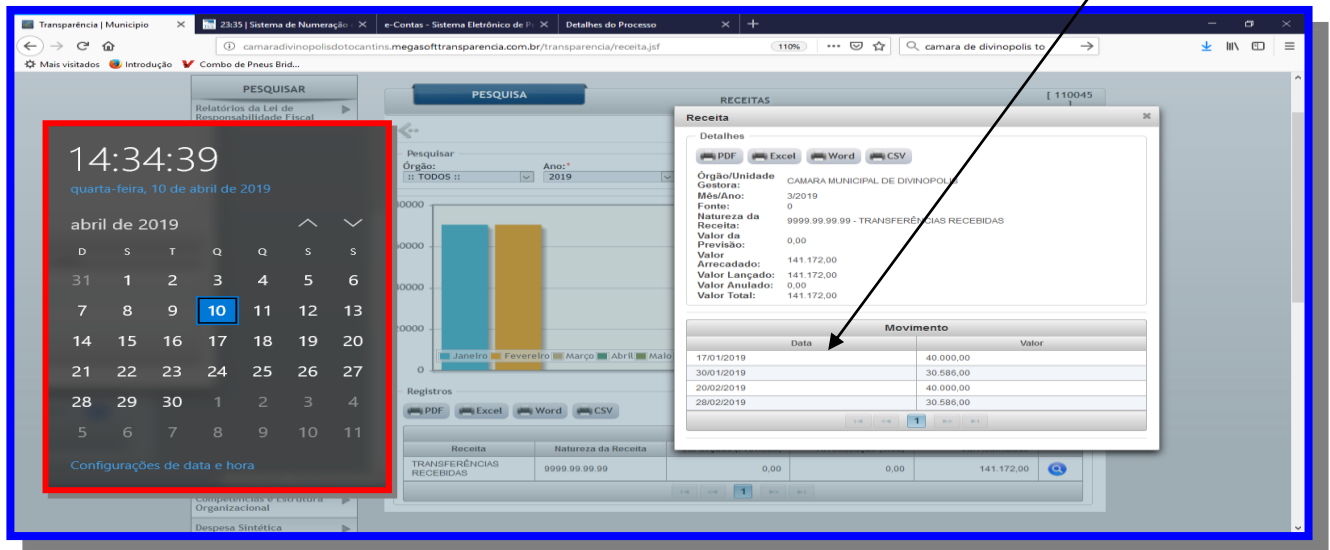 Transparência | Municipio
23:35 | Sistema de Numeração
e-Contas - Sistema Eletrônico de P
Detalhes do Processo
camaradivinopolisdotocantins.megasofttransparencia.com.br/transparencia/receita.jsf
110%
camara de divinopolis to
Mais visitados
Introdução
Combo de Pneus Brid...
PESQUISAR
Relatórios da Lei de
Responsabilidade Fiscal
PESQUISA
RECEITAS
[ 110045
]
Pesquisar
Órgão:
:: TODOS ::
Ano:*
2019
20000
0
Janeiro Fevereiro Março Abril Maio
Registros
PDF Excel Word CSV
Receita Natureza da Receita
TRANSFERÊNCIAS
RECEBIDAS
9999.99.99.99 0,00 0,00 141.172,00
1
Competências e Estrutura
Organizacional
Despesa Sintética
14:34:39
quarta-feira, 10 de abril de 2019
abril de 2019
D S T Q Q S S
31 1 2 3 4 5 6
7 8 9 10 11 12 13
14 15 16 17 18 19 20
21 22 23 24 25 26 27
28 29 30 1 2 3 4
5 6 7 8 9 10 11
Configurações de data e hora
Receita
Detalhes
PDF Excel Word CSV
Órgão/Unidade
Gestora: CAMARA MUNICIPAL DE DIVINOPOLIS
Mês/Ano: 3/2019
Fonte: 0
Natureza da
Receita: 9999.99.99.99 - TRANSFERÊNCIAS RECEBIDAS
Valor da
Previsão: 0,00
Valor
Arrecadado: 141.172,00
Valor Lançado: 141.172,00
Valor Anulado: 0,00
Valor Total: 141.172,00
Movimento
Data Valor
17/01/2019 40.000,00
30/01/2019 30.586,00
20/02/2019 40.000,00
28/02/2019 30.586,00
1